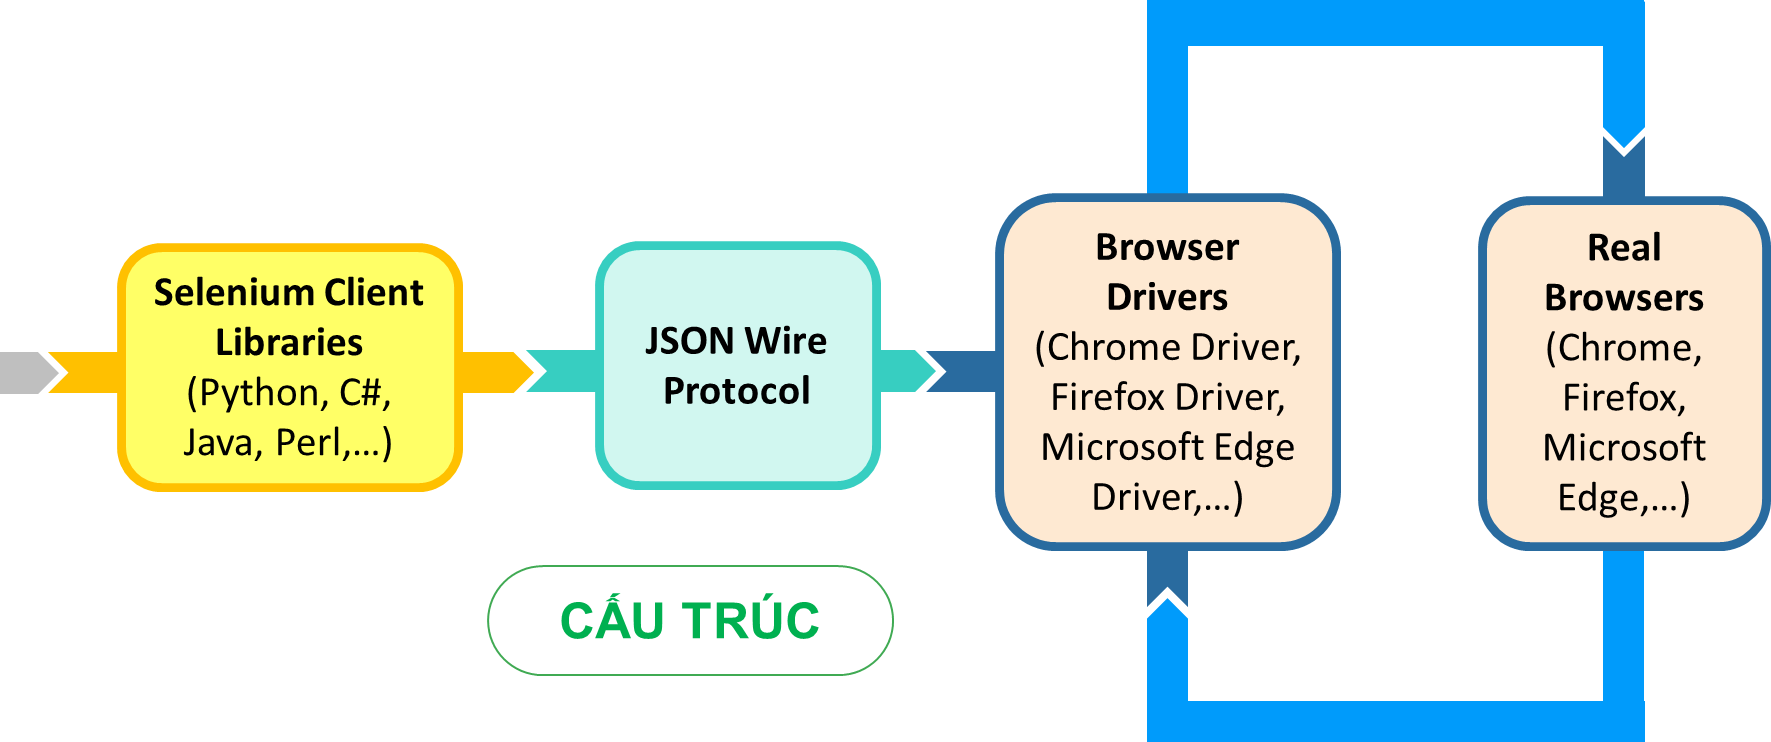 Selenium Client
Libraries
(Python, C#,
Java, Perl,...)
JSON Wire
Protocol
Browser
Drivers
(Chrome Driver,
Firefox Driver,
Microsoft Edge
Driver,...)
Real
Browsers
(Chrome,
Firefox,
Microsoft
Edge,...)
CẤU TRÚC